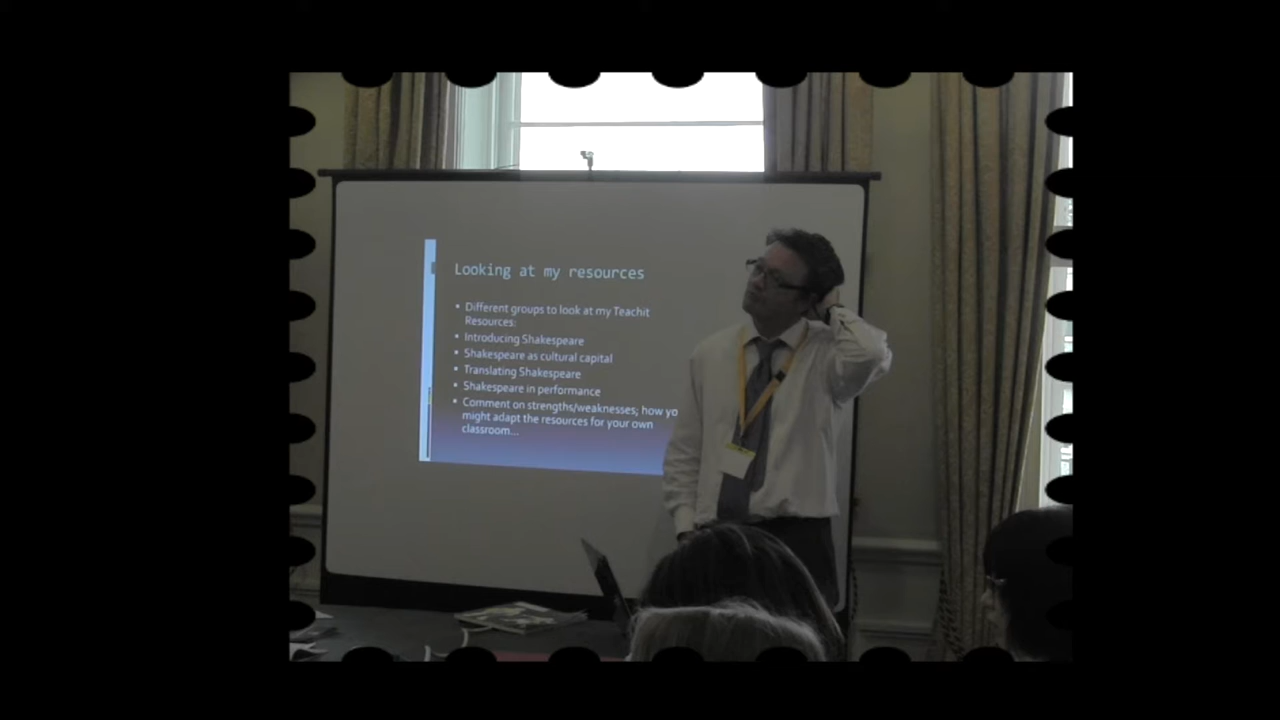 Looking at my resources
Different groups to look at my Teachit
Resources:
Introducing Shakespeare
Shakespeare as cultural capital
Translating Shakespeare
Shakespeare in performance
Comment on strengths/weaknesses; how yo
might adapt the resources for your own
classroom...